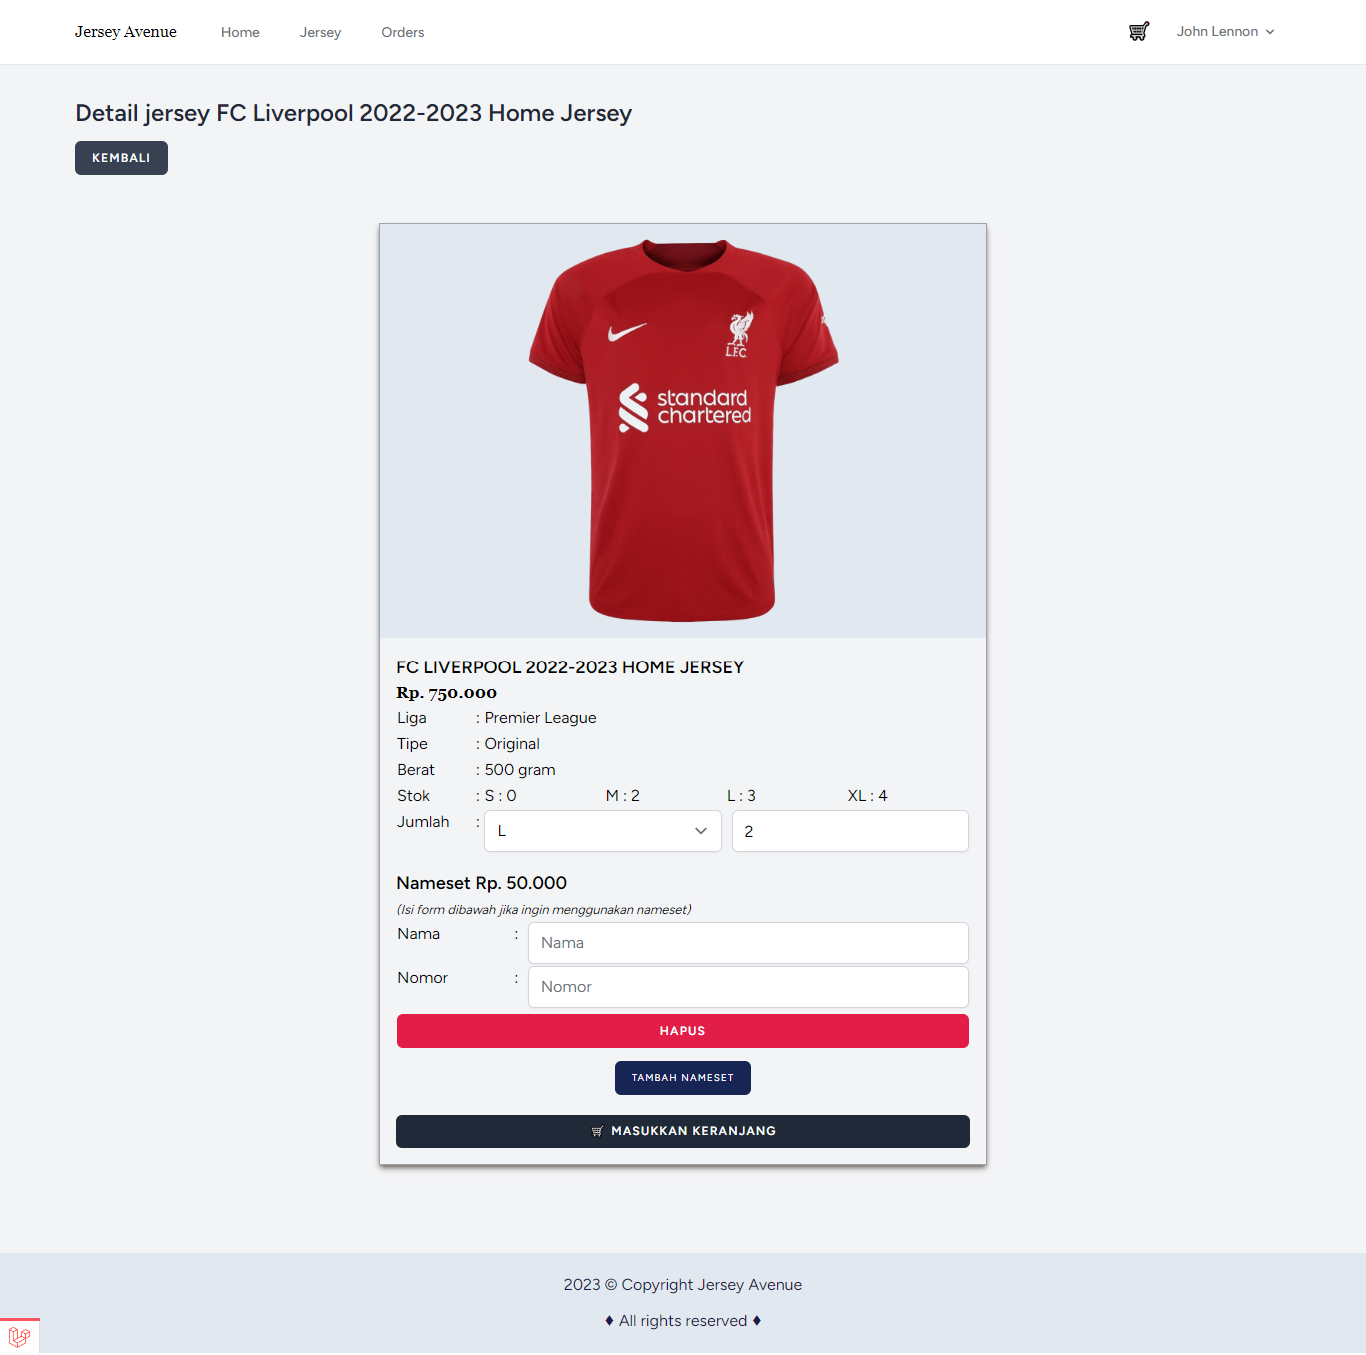 Jersey Avenue
Home
Jersey
Orders
John Lennon
Detail jersey FC Liverpool 2022-2023 Home Jersey
KEMBALI
L.F.C.
standard
chartered
FC LIVERPOOL 2022-2023 HOME JERSEY
Rp. 750.000
Liga : Premier League
Tipe : Original
Berat : 500 gram
Stok : S : 0 M : 2 L : 3 XL : 4
Jumlah : L 2
Nameset Rp. 50.000
(Isi form dibawah jika ingin menggunakan nameset)
Nama : Nama
Nomor : Nomor
HAPUS
TAMBAH NAMESET
MASUKKAN KERANJANG
2023 © Copyright Jersey Avenue
♦ All rights reserved ♦